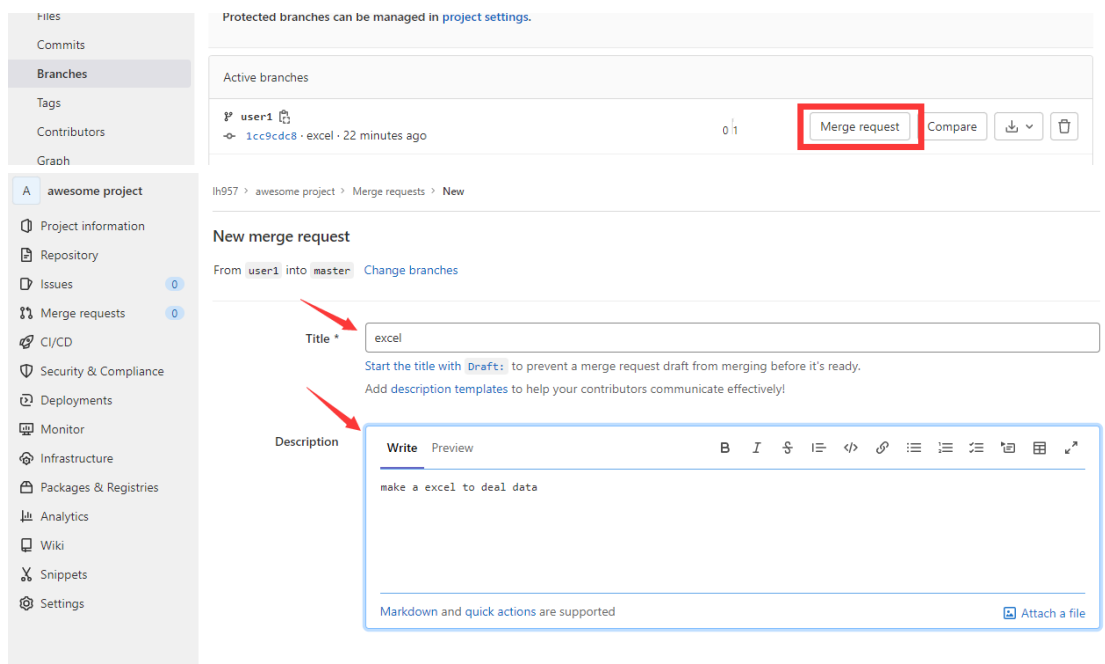 Files
Protected branches can be managed in project settings.
Commits
Branches
Active branches
Tags
user1
Contributors
1cc9cdc8 · excel · 22 minutes ago
0 1
Merge request
Compare
Graph
A awesome project
lh957 > awesome project > Merge requests > New
Project information
New merge request
Repository
From user1 into master Change branches
Issues 0
Merge requests 0
Title *
excel
CI/CD
Start the title with Draft: to prevent a merge request draft from merging before it's ready.
Security & Compliance
Add description templates to help your contributors communicate effectively!
Deployments
Monitor
Description
Write Preview
Infrastructure
Packages & Registries
make a excel to deal data
Analytics
Wiki
Snippets
Settings
Markdown and quick actions are supported
Attach a file